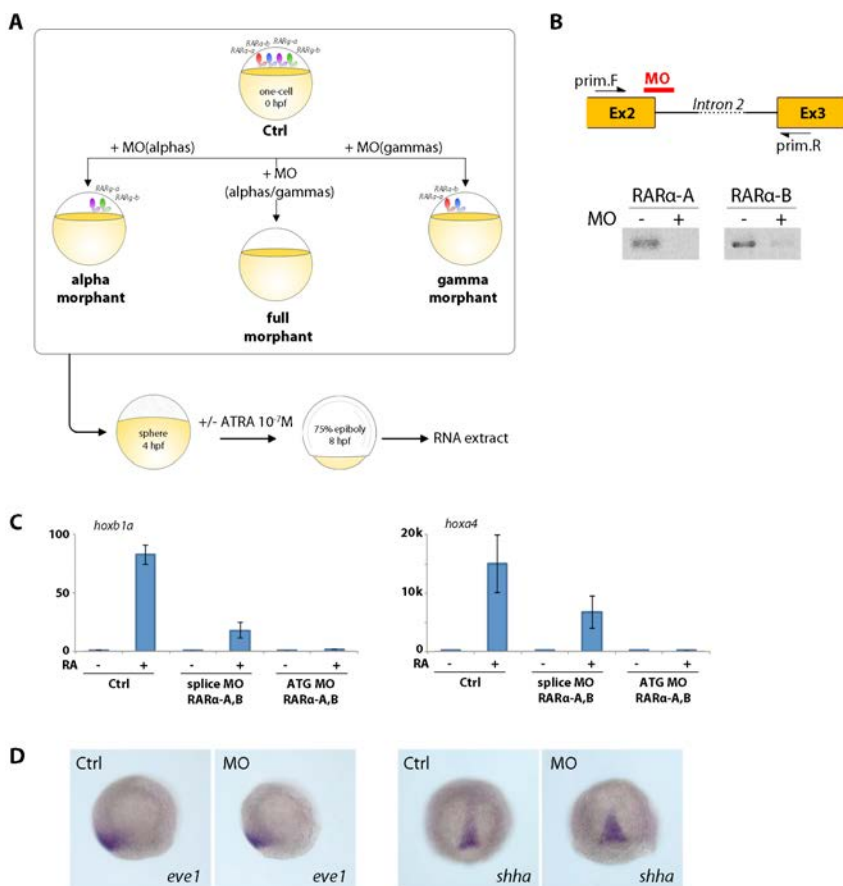 A
RARα-a
RARα-b
RARg-a
RARg-b
one-cell
0 hpf
Ctrl
+ MO(alphas)
+ MO
(alphas/gammas)
+ MO(gammas)
RARg-a
RARg-b
RARα-a
RARα-b
alpha
morphant
full
morphant
gamma
morphant
sphere
4 hpf
+/- ATRA 10⁻⁷M
75% epiboly
8 hpf
RNA extract
B
prim.F
MO
Ex2
Intron 2
Ex3
prim.R
RARα-A
RARα-B
MO - + - +
C
hoxb1a
100
50
0
RA - + - + - +
Ctrl
splice MO
RARα-A,B
ATG MO
RARα-A,B
hoxa4
20k
10k
0
RA - + - + - +
Ctrl
splice MO
RARα-A,B
ATG MO
RARα-A,B
D
Ctrl
eve1
MO
eve1
Ctrl
shha
MO
shha